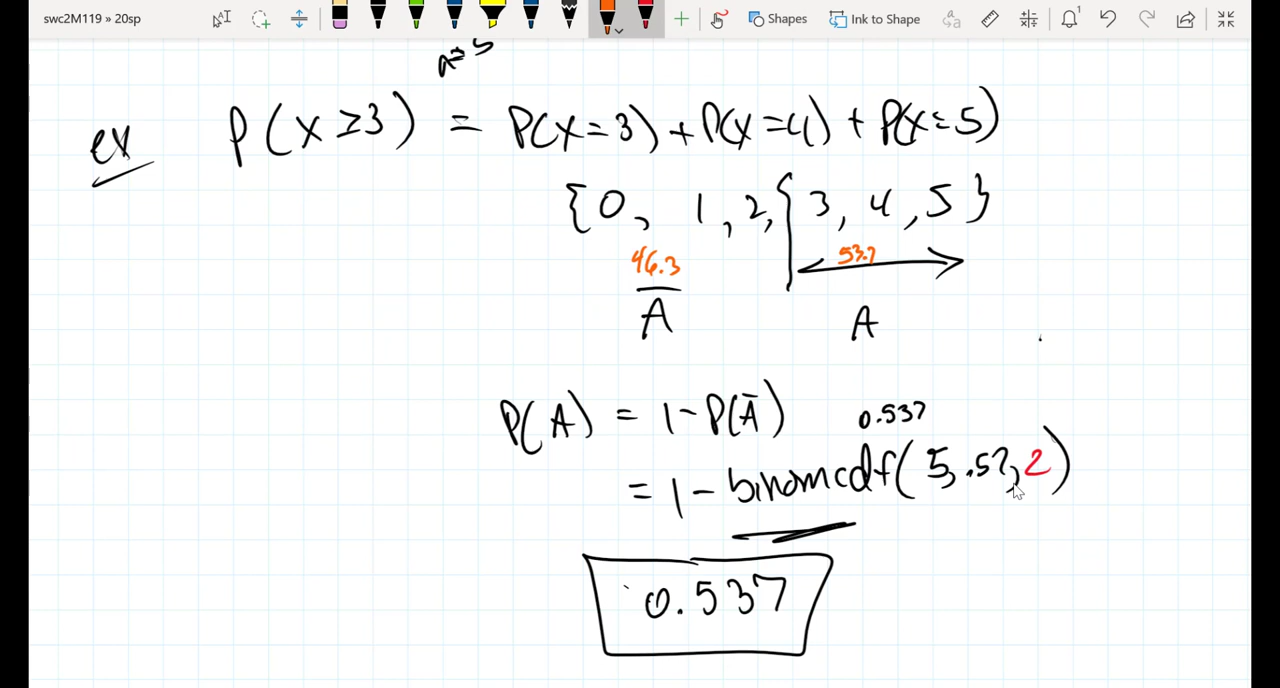 swc2M119 » 20sp
Shapes
Ink to Shape
n=5
ex P(X≥3) = P(X=3) + P(X=4) + P(X=5)
{0, 1, 2, { 3, 4, 5 }
46.3 53.7
Ā A
P(A) = 1 - P(Ā) 0.537
= 1 - binomcdf(5, .52, 2)
0.537